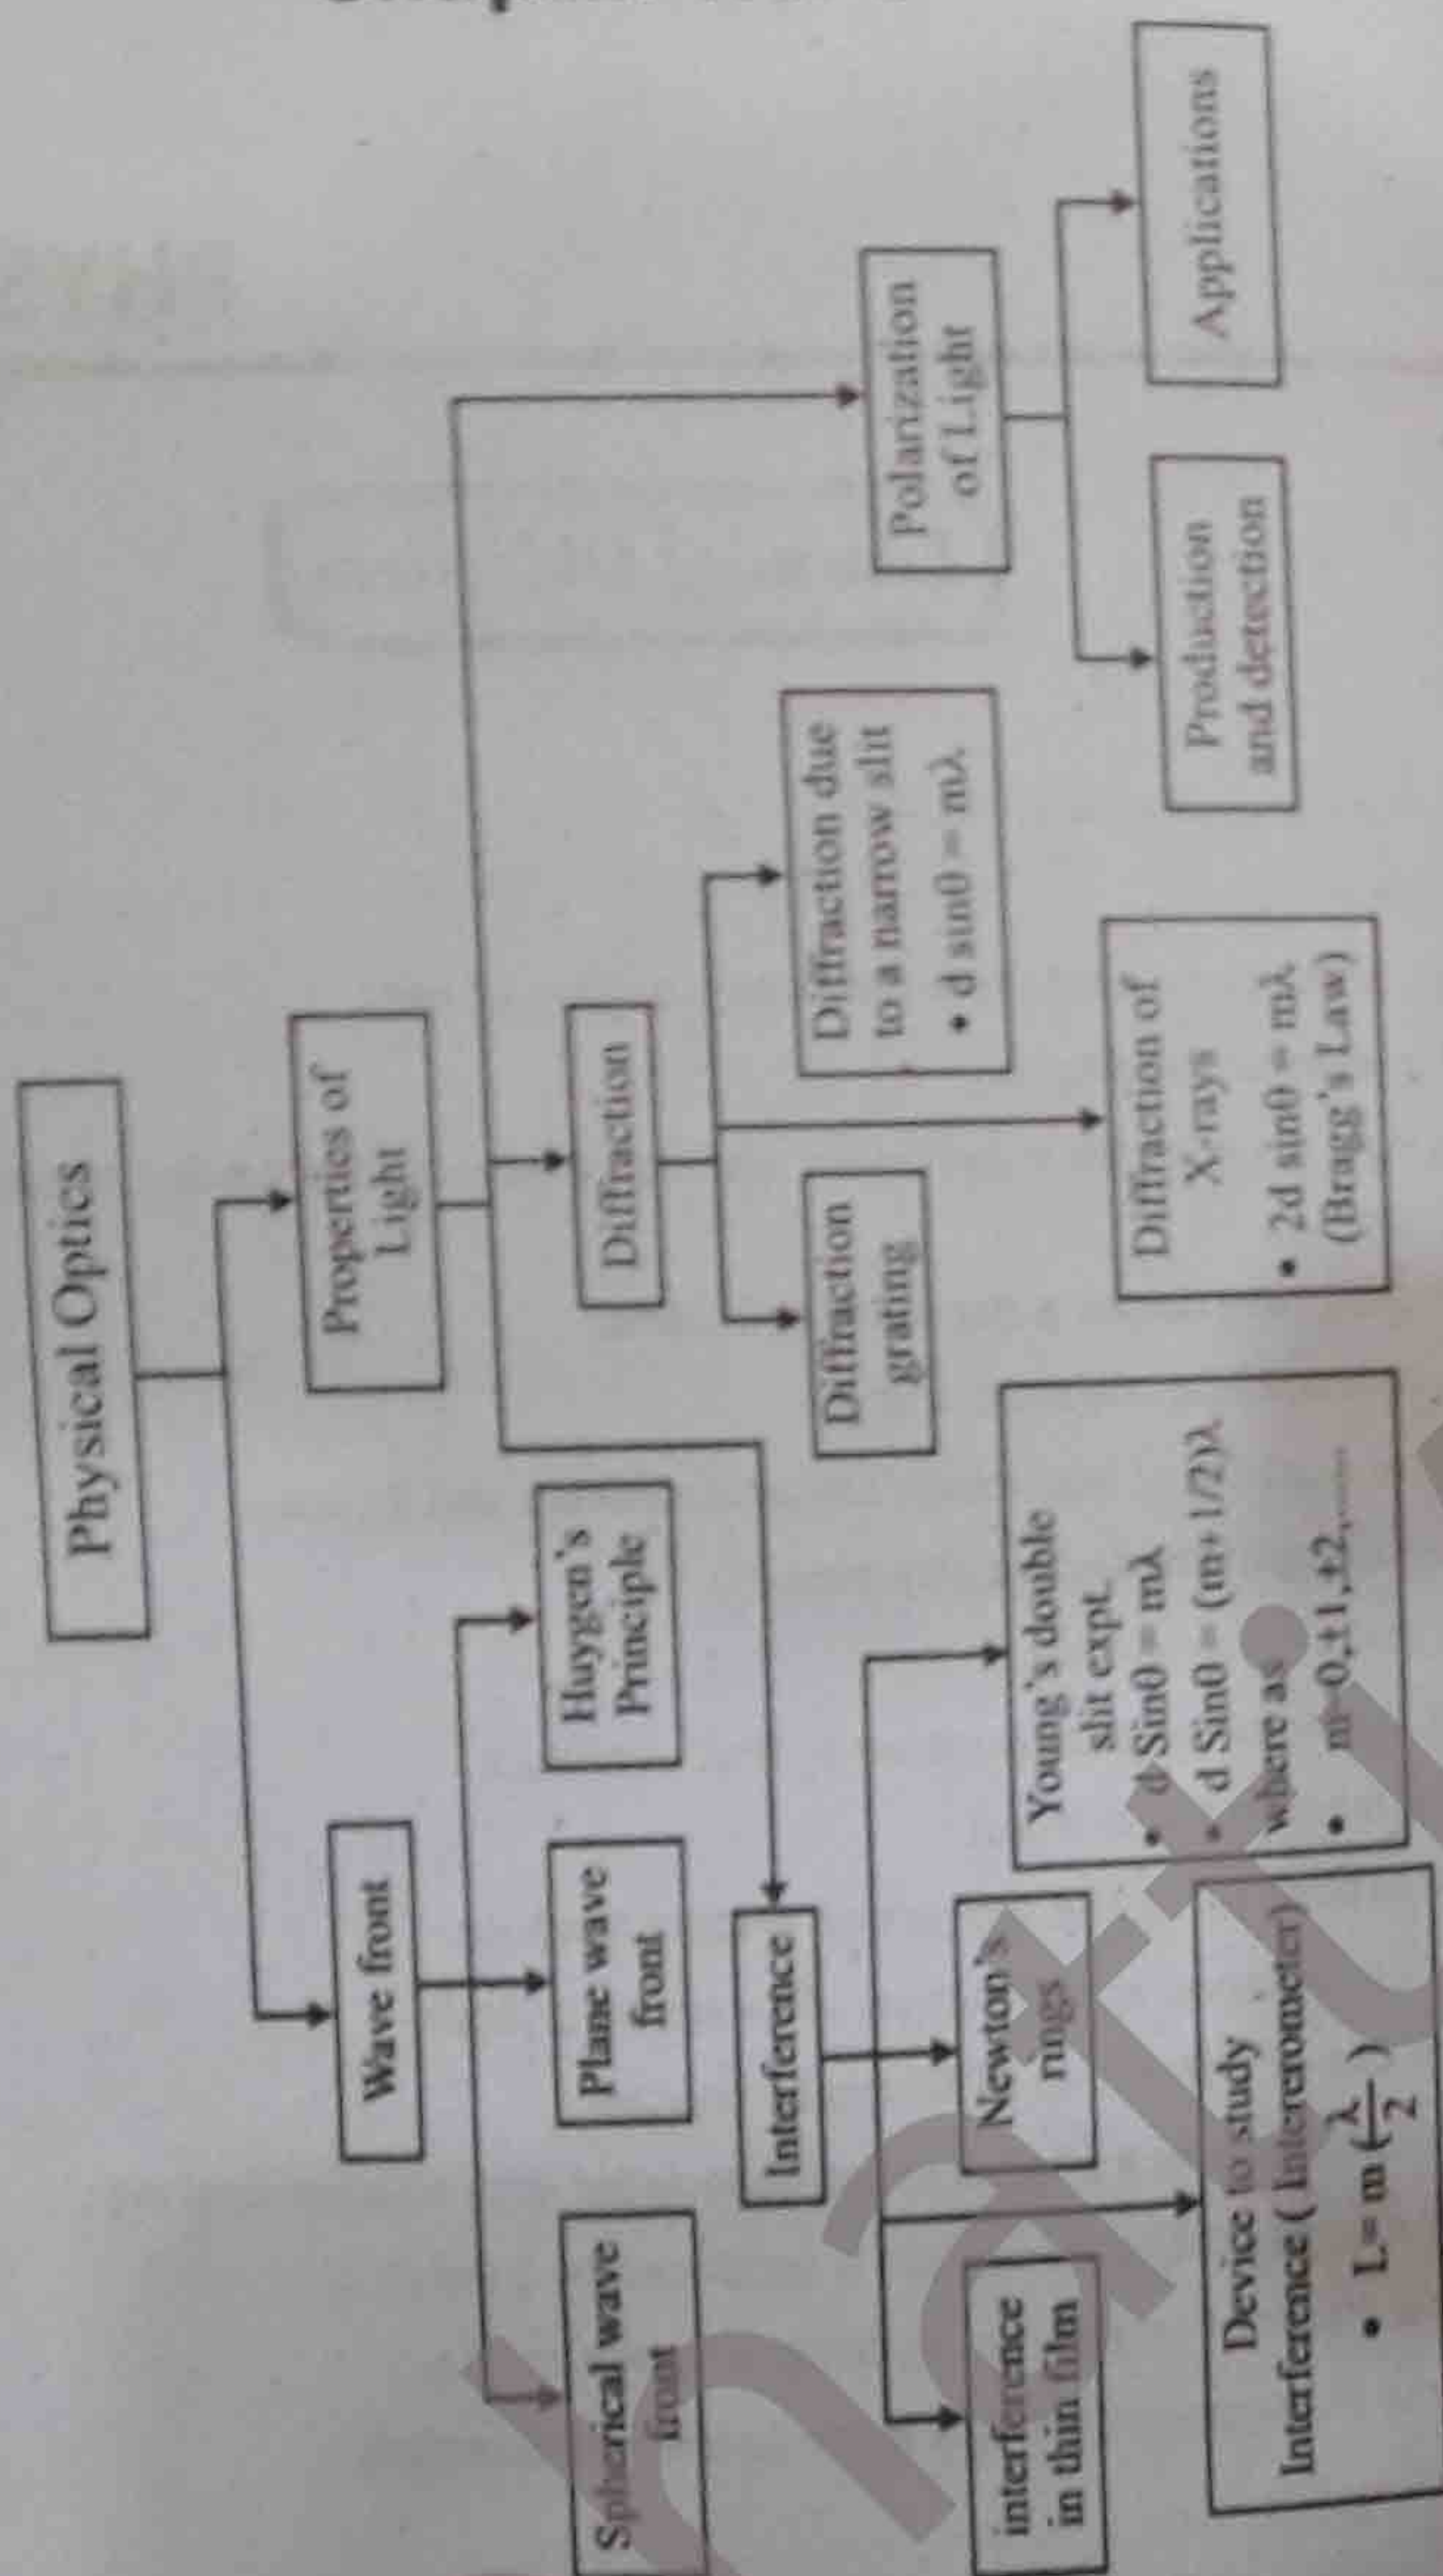 Physical Optics
Wave front
Properties of
Light
Spherical wave
front
Plane wave
front
Huygen's
Principle
Interference
Diffraction
Polarization
of Light
interference
in thin film
Newton's
rings
Device to study
Interference ( Intererometer)
• L= m (λ/2)
Young's double
slit expt.
• d Sinθ = mλ
• d Sinθ = (m+1/2)λ
where as
• m=0,±1,±2,......
Diffraction
grating
Diffraction of
X-rays
• 2d sinθ = mλ
(Bragg's Law)
Diffraction due
to a narrow slit
• d sinθ = mλ
Production
and detection
Applications